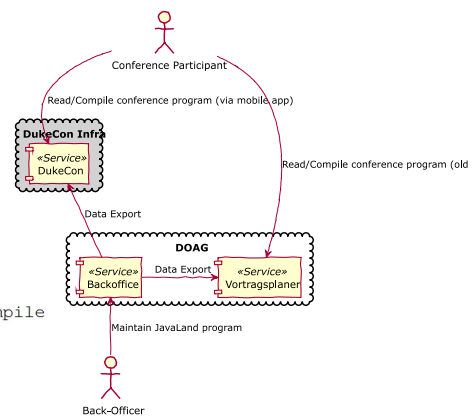 Conference Participant
Read/Compile conference program (via mobile app)
DukeCon Infra
«Service»
DukeCon
Read/Compile conference program (old
Data Export
DOAG
«Service»
Backoffice
Data Export
«Service»
Vortragsplaner
mpile
Maintain JavaLand program
Back-Officer